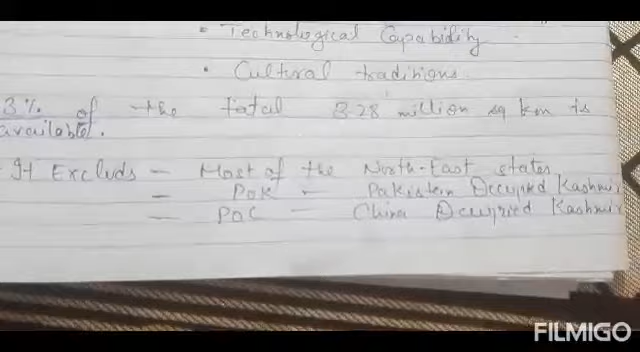 • Technological Capability
• Cultural traditions
3% of the total 3.28 million sq km is
available.
It Excluds – Most of the North-East states
– POK – Pakistan Occupied Kashmir
– POC – China Occupied Kashmir
FILMIGO